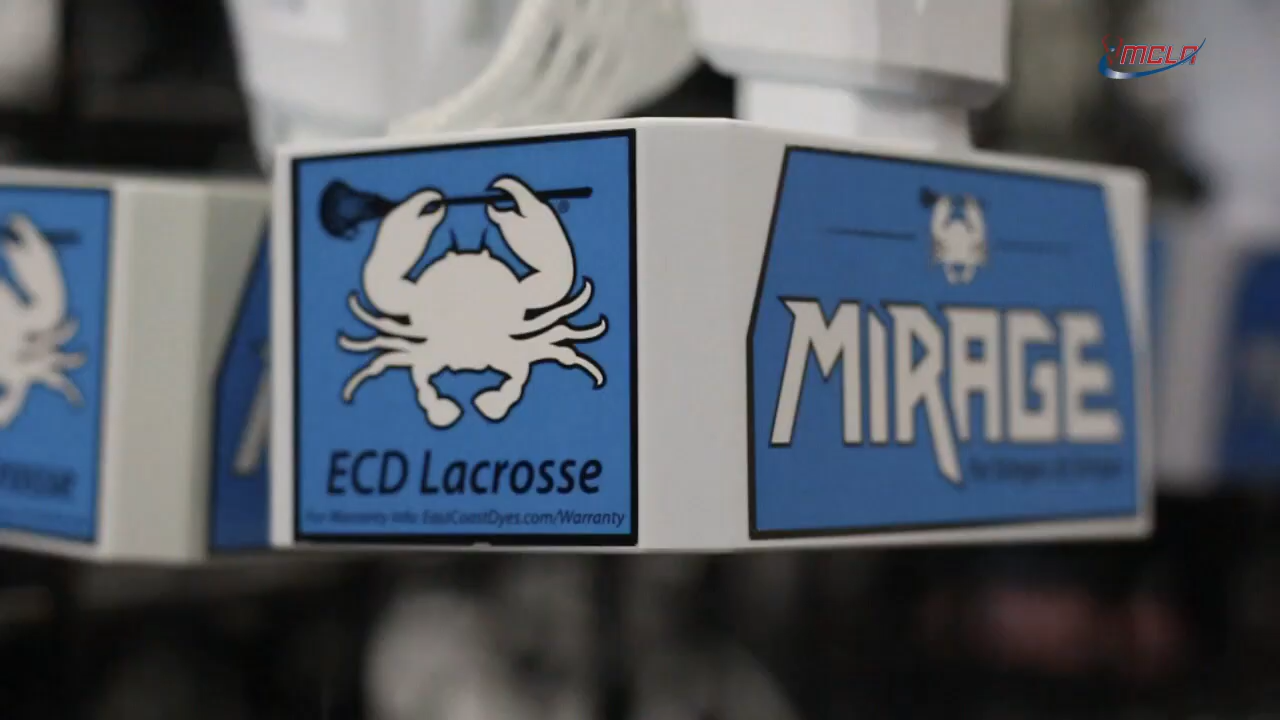 MCLA
ECD Lacrosse
For Warranty Info: EastCoastDyes.com/Warranty
MIRAGE